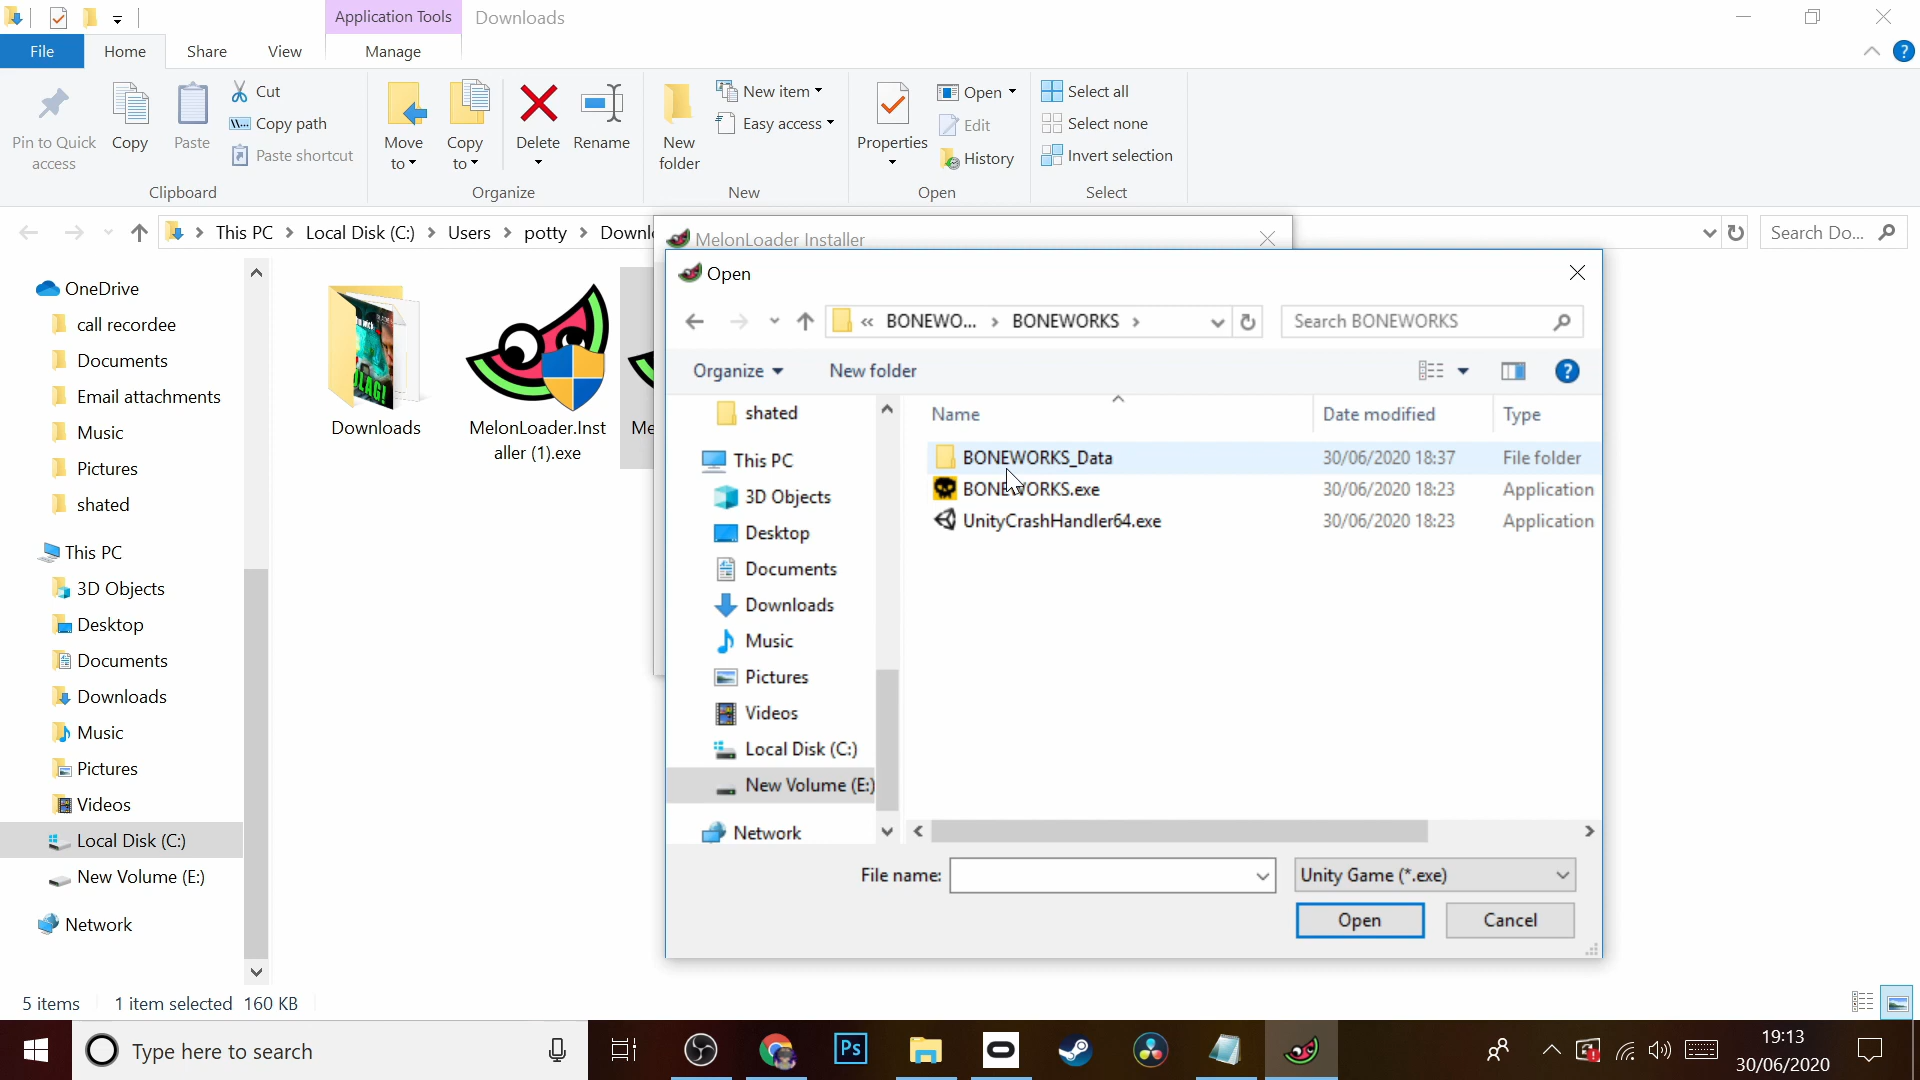 Application Tools
Downloads
File
Home
Share
View
Manage
Pin to Quick
access
Copy
Paste
Cut
Copy path
Paste shortcut
Clipboard
Move
to
Copy
to
Delete
Rename
Organize
New
folder
New item
Easy access
New
Properties
Open
Edit
History
Open
Select all
Select none
Invert selection
Select
This PC
Local Disk (C:)
Users
potty
Search Do...
MelonLoader Installer
OneDrive
call recordee
Documents
Email attachments
Music
Pictures
shated
This PC
3D Objects
Desktop
Documents
Downloads
Music
Pictures
Videos
Local Disk (C:)
New Volume (E:)
Network
Downloads
MelonLoader.Inst
aller (1).exe
Me
Open
« BONEWO...
BONEWORKS
Search BONEWORKS
Organize
New folder
shated
This PC
3D Objects
Desktop
Documents
Downloads
Music
Pictures
Videos
Local Disk (C:)
New Volume (E:)
Network
Name
Date modified
Type
BONEWORKS_Data
30/06/2020 18:37
File folder
BONEWORKS.exe
30/06/2020 18:23
Application
UnityCrashHandler64.exe
30/06/2020 18:23
Application
File name:
Unity Game (*.exe)
Open
Cancel
5 items
1 item selected 160 KB
Type here to search
Ps
19:13
30/06/2020